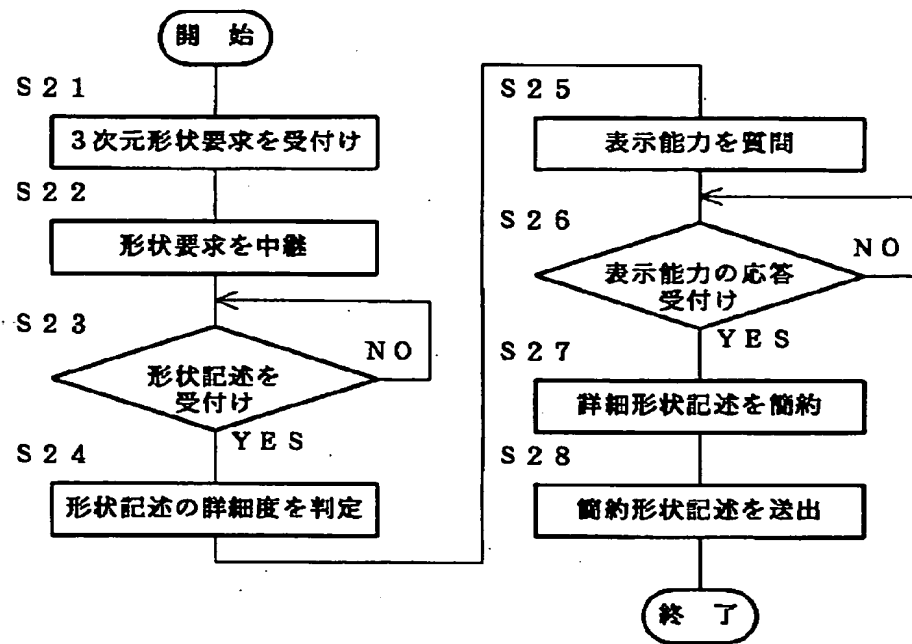 開 始
S21
3次元形状要求を受付け
S22
形状要求を中継
S23
形状記述を
受付け
NO
YES
S24
形状記述の詳細度を判定
S25
表示能力を質問
S26
表示能力の応答
受付け
NO
YES
S27
詳細形状記述を簡約
S28
簡約形状記述を送出
終 了